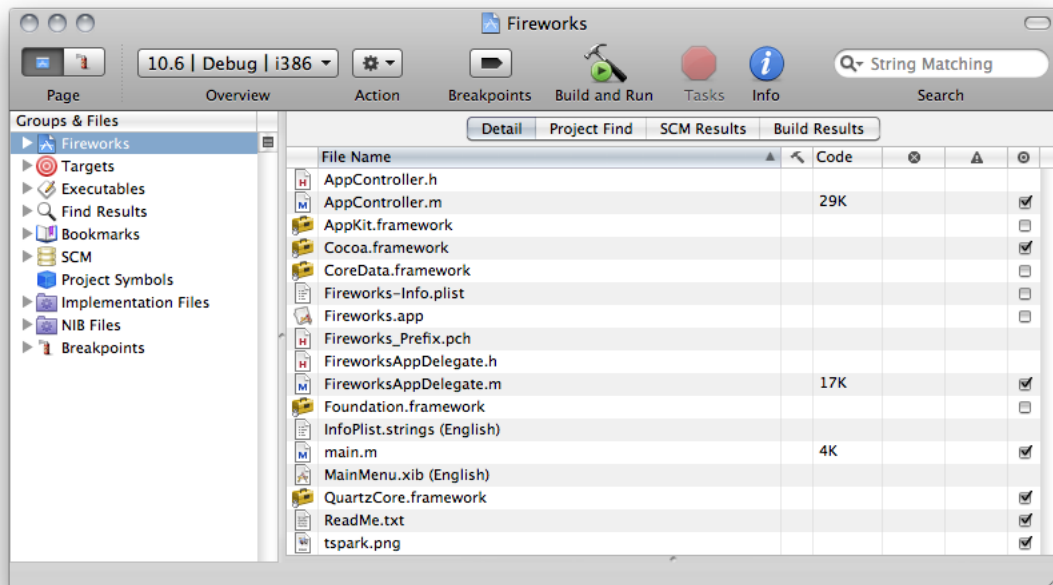 Fireworks
10.6 | Debug | i386
String Matching
Page Overview Action Breakpoints Build and Run Tasks Info Search
Groups & Files
Fireworks
Targets
Executables
Find Results
Bookmarks
SCM
Project Symbols
Implementation Files
NIB Files
Breakpoints
Detail Project Find SCM Results Build Results
File Name Code
AppController.h
AppController.m 29K
AppKit.framework
Cocoa.framework
CoreData.framework
Fireworks-Info.plist
Fireworks.app
Fireworks_Prefix.pch
FireworksAppDelegate.h
FireworksAppDelegate.m 17K
Foundation.framework
InfoPlist.strings (English)
main.m 4K
MainMenu.xib (English)
QuartzCore.framework
ReadMe.txt
tspark.png